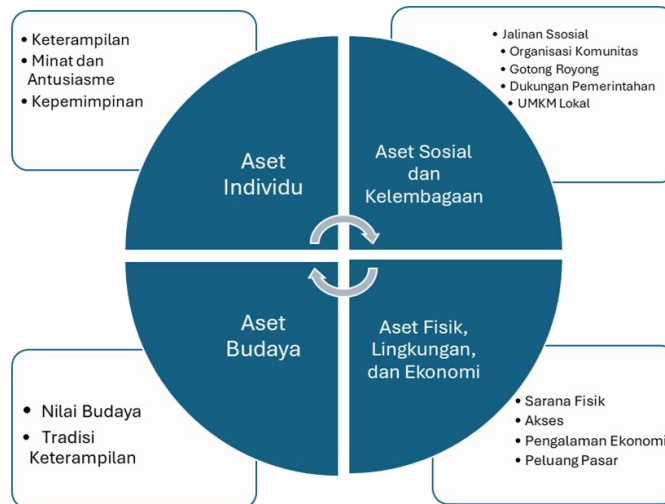 • Keterampilan
• Minat dan
Antusiasme
• Kepemimpinan
• Jalinan Ssosial
• Organisasi Komunitas
• Gotong Royong
• Dukungan Pemerintahan
• UMKM Lokal
Aset
Individu
Aset Sosial
dan
Kelembagaan
Aset
Budaya
Aset Fisik,
Lingkungan,
dan Ekonomi
• Nilai Budaya
• Tradisi
Keterampilan
• Sarana Fisik
• Akses
• Pengalaman Ekonomi
• Peluang Pasar